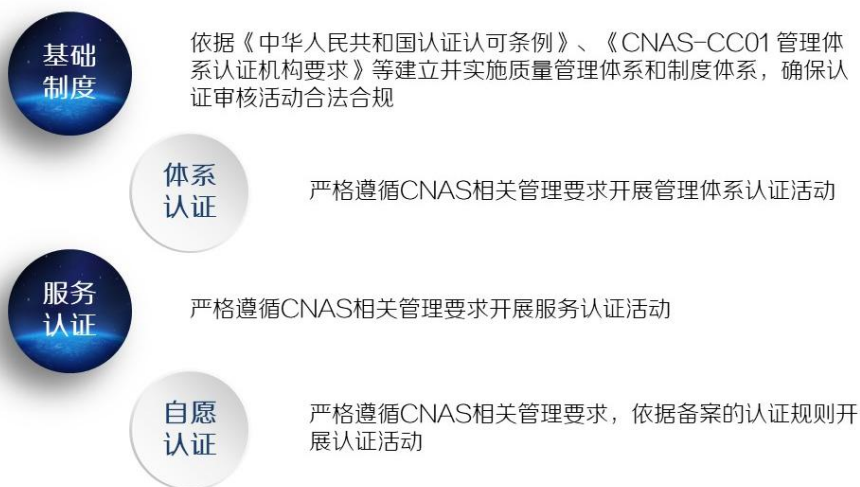 基础
制度
依据《中华人民共和国认证认可条例》、《CNAS-CC01 管理体
系认证机构要求》等建立并实施质量管理体系和制度体系，确保认
证审核活动合法合规
体系
认证
严格遵循CNAS相关管理要求开展管理体系认证活动
服务
认证
严格遵循CNAS相关管理要求开展服务认证活动
自愿
认证
严格遵循CNAS相关管理要求，依据备案的认证规则开
展认证活动